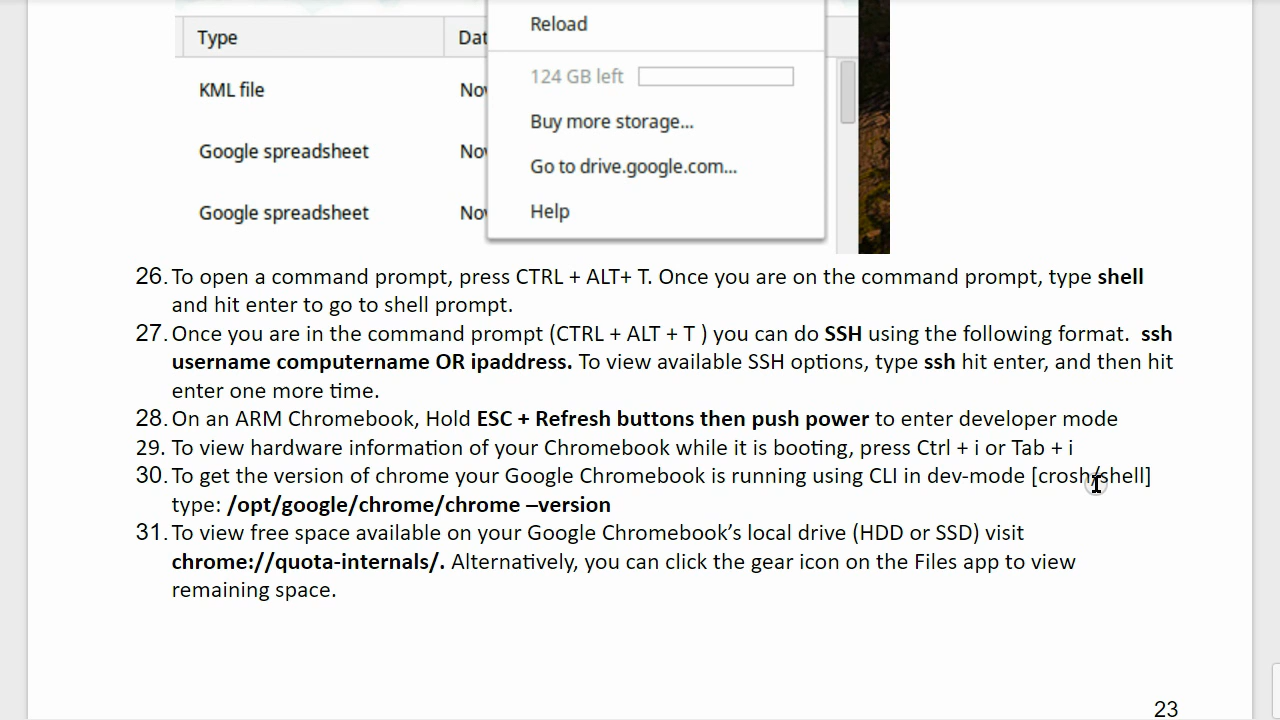 Reload
Type Dat
124 GB left
KML file Nov
Buy more storage...
Google spreadsheet Nov
Go to drive.google.com...
Google spreadsheet Nov
Help
26. To open a command prompt, press CTRL + ALT+ T. Once you are on the command prompt, type shell
and hit enter to go to shell prompt.
27. Once you are in the command prompt (CTRL + ALT + T ) you can do SSH using the following format.  ssh
username computername OR ipaddress. To view available SSH options, type ssh hit enter, and then hit
enter one more time.
28. On an ARM Chromebook, Hold ESC + Refresh buttons then push power to enter developer mode
29. To view hardware information of your Chromebook while it is booting, press Ctrl + i or Tab + i
30. To get the version of chrome your Google Chromebook is running using CLI in dev-mode [crosh/shell]
type: /opt/google/chrome/chrome –version
31. To view free space available on your Google Chromebook’s local drive (HDD or SSD) visit
chrome://quota-internals/. Alternatively, you can click the gear icon on the Files app to view
remaining space.
23